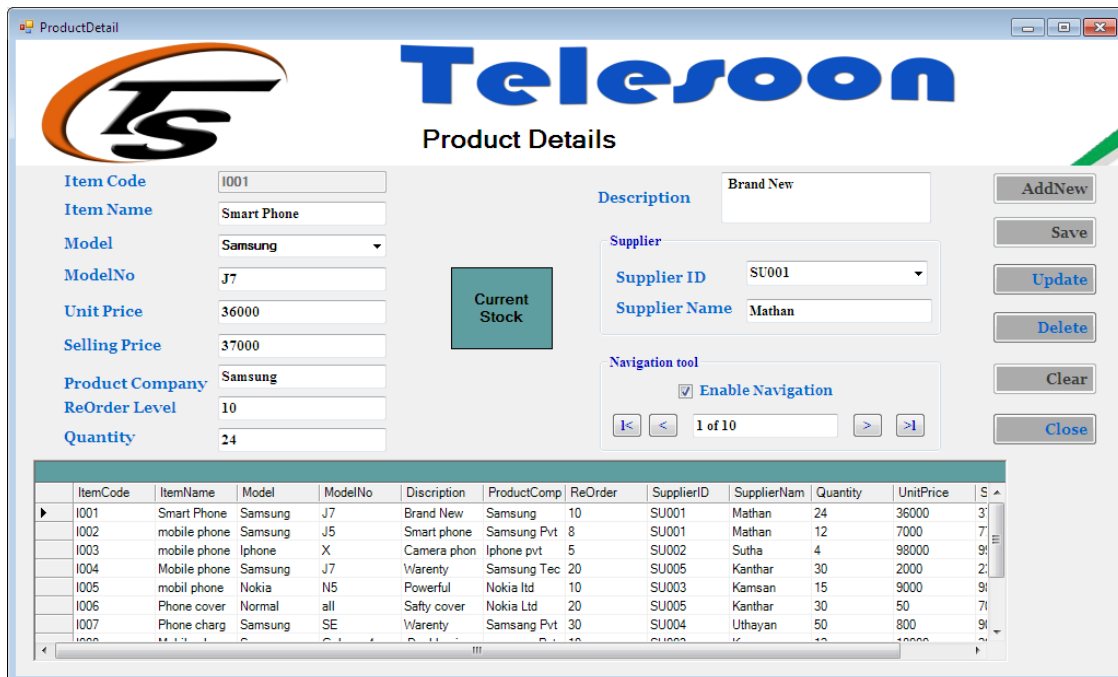 ProductDetail
TS
Telesoon
Product Details
Item Code I001
Item Name Smart Phone
Model Samsung
ModelNo J7
Unit Price 36000
Selling Price 37000
Product Company Samsung
ReOrder Level 10
Quantity 24
Current
Stock
Description Brand New
Supplier
Supplier ID SU001
Supplier Name Mathan
Navigation tool
Enable Navigation
I< < 1 of 10 > >I
AddNew
Save
Update
Delete
Clear
Close
ItemCode ItemName Model ModelNo Discription ProductComp ReOrder SupplierID SupplierNam Quantity UnitPrice S
I001 Smart Phone Samsung J7 Brand New Samsung 10 SU001 Mathan 24 36000
I002 mobile phone Samsung J5 Smart phone Samsung Pvt 8 SU001 Mathan 12 7000
I003 mobile phone Iphone X Camera phon Iphone pvt 5 SU002 Sutha 4 98000
I004 Mobile phone Samsung J7 Warenty Samsung Tec 20 SU005 Kanthar 30 2000
I005 mobil phone Nokia N5 Powerful Nokia ltd 10 SU003 Kamsan 15 9000
I006 Phone cover Normal all Safty cover Nokia Ltd 20 SU005 Kanthar 30 50
I007 Phone charg Samsung SE Warenty Samsang Pvt 30 SU004 Uthayan 50 800